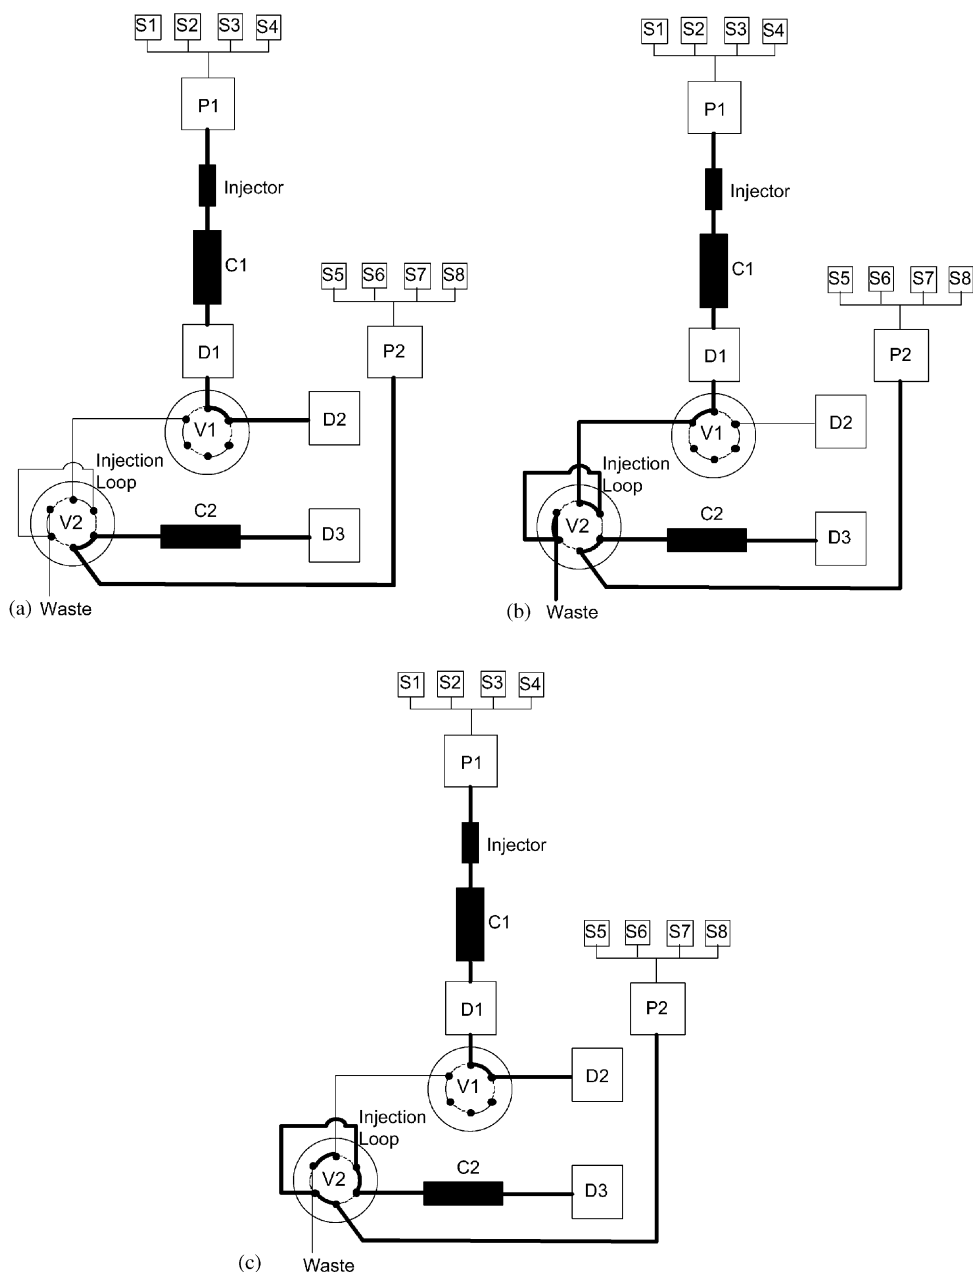 S1 S2 S3 S4
P1
Injector
C1
S5 S6 S7 S8
D1
P2
V1
D2
Injection
Loop
C2
V2
D3
(a) Waste
S1 S2 S3 S4
P1
Injector
C1
S5 S6 S7 S8
D1
P2
V1
D2
Injection
Loop
C2
V2
D3
(b) Waste
S1 S2 S3 S4
P1
Injector
C1
S5 S6 S7 S8
D1
P2
V1
D2
Injection
Loop
C2
V2
D3
(c) Waste